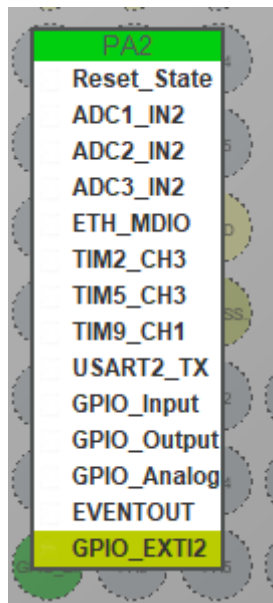 PA2
Reset_State
ADC1_IN2
ADC2_IN2
ADC3_IN2
ETH_MDIO
TIM2_CH3
TIM5_CH3
TIM9_CH1
USART2_TX
GPIO_Input
GPIO_Output
GPIO_Analog
EVENTOUT
GPIO_EXTI2